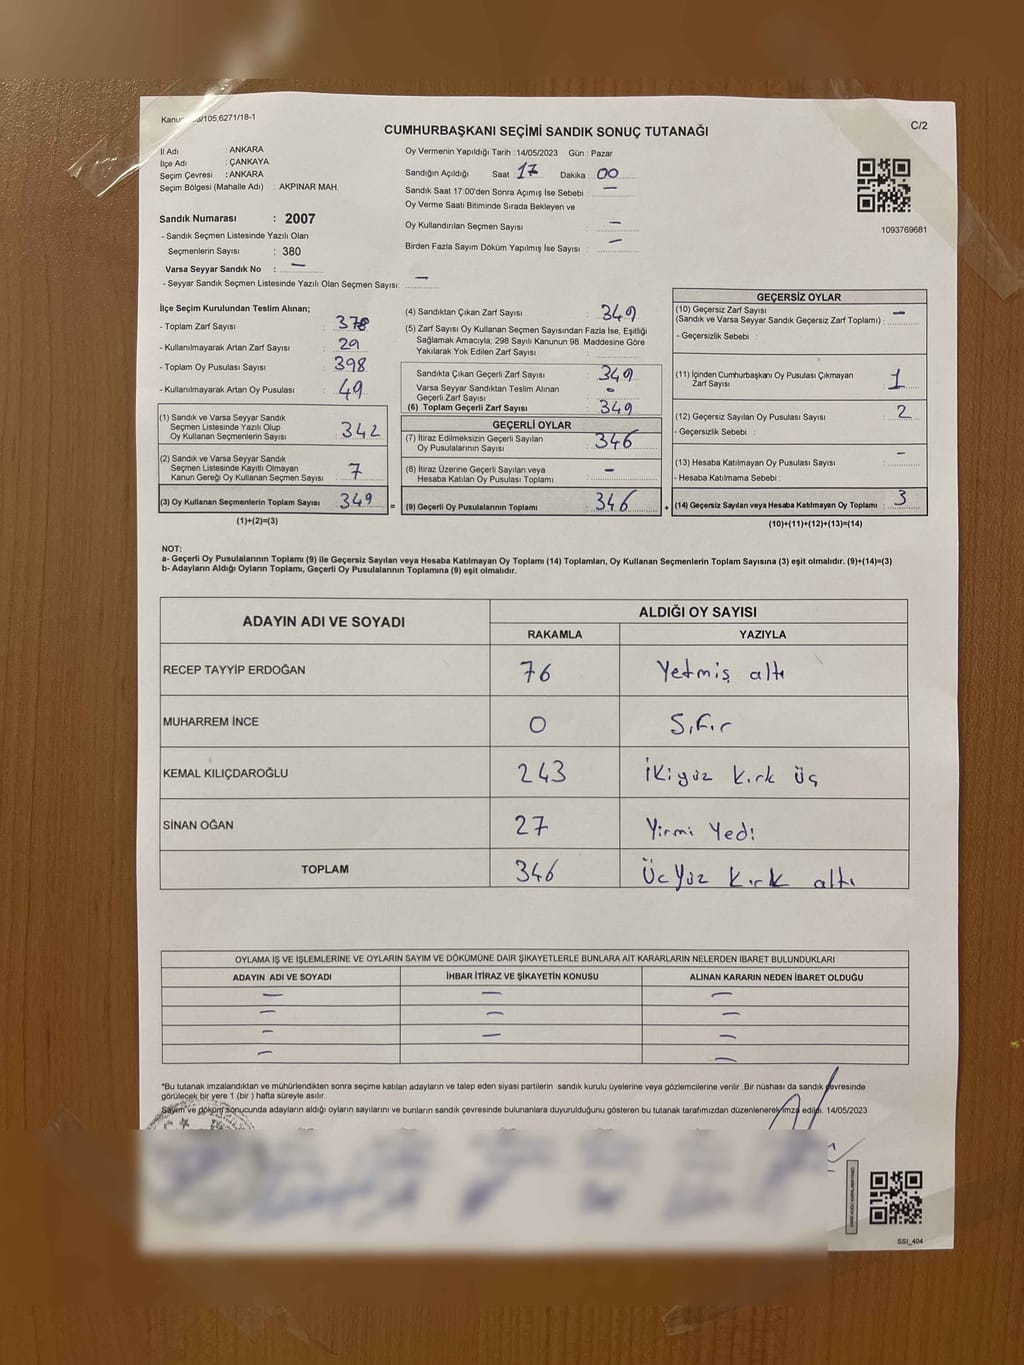 CUMHURBAŞKANI SEÇİMİ SANDIK SONUÇ TUTANAĞI
C/2
İl Adı : ANKARA
İlçe Adı : ÇANKAYA
Seçim Çevresi : ANKARA
Seçim Bölgesi (Mahalle Adı) : AKPINAR MAH.
Sandık Numarası : 2007
- Sandık Seçmen Listesinde Yazılı Olan
Seçmenlerin Sayısı : 380
Varsa Seyyar Sandık No : —
- Seyyar Sandık Seçmen Listesinde Yazılı Olan Seçmen Sayısı: —
Oy Vermenin Yapıldığı Tarih :14/05/2023 Gün : Pazar
Sandığın Açıldığı Saat : 17 Dakika : 00
Sandık Saat 17:00'den Sonra Açımış İse Sebebi : —
Oy Verme Saati Bitiminde Sırada Bekleyen ve
Oy Kullandırılan Seçmen Sayısı : —
Birden Fazla Sayım Döküm Yapılmış İse Sayısı : —
1093769681
İlçe Seçim Kurulundan Teslim Alınan;
- Toplam Zarf Sayısı : 378
- Kullanılmayarak Artan Zarf Sayısı : 29
- Toplam Oy Pusulası Sayısı : 398
- Kullanılmayarak Artan Oy Pusulası : 49
(1) Sandık ve Varsa Seyyar Sandık
Seçmen Listesinde Yazılı Olup
Oy Kullanan Seçmenlerin Sayısı : 342
(2) Sandık ve Varsa Seyyar Sandık
Seçmen Listesinde Kayıtlı Olmayan
Kanun Gereği Oy Kullanan Seçmen Sayısı : 7
(3) Oy Kullanan Seçmenlerin Toplam Sayısı : 349
(1)+(2)=(3)
(4) Sandıktan Çıkan Zarf Sayısı : 349
(5) Zarf Sayısı Oy Kullanan Seçmen Sayısından Fazla İse, Eşitliği
Sağlamak Amacıyla; 298 Sayılı Kanunun 98. Maddesine Göre
Yakılarak Yok Edilen Zarf Sayısı :
Sandıkta Çıkan Geçerli Zarf Sayısı : 349
Varsa Seyyar Sandıktan Teslim Alınan
Geçerli Zarf Sayısı
(6) Toplam Geçerli Zarf Sayısı : 349
GEÇERLİ OYLAR
(7) İtiraz Edilmeksizin Geçerli Sayılan
Oy Pusulalarının Sayısı : 346
(8) İtiraz Üzerine Geçerli Sayılan veya
Hesaba Katılan Oy Pusulası Toplamı : —
= (9) Geçerli Oy Pusulalarının Toplamı : 346
GEÇERSİZ OYLAR
(10) Geçersiz Zarf Sayısı
(Sandık ve Varsa Seyyar Sandık Geçersiz Zarf Toplamı) : —
- Geçersizlik Sebebi :
(11) İçinden Cumhurbaşkanı Oy Pusulası Çıkmayan
Zarf Sayısı : 1
(12) Geçersiz Sayılan Oy Pusulası Sayısı : 2
- Geçersizlik Sebebi :
(13) Hesaba Katılmayan Oy Pusulası Sayısı : —
- Hesaba Katılmama Sebebi :
+ (14) Geçersiz Sayılan veya Hesaba Katılmayan Oy Toplamı : 3
(10)+(11)+(12)+(13)=(14)
NOT:
a- Geçerli Oy Pusulalarının Toplamı (9) ile Geçersiz Sayılan veya Hesaba Katılmayan Oy Toplamı (14) Toplamları, Oy Kullanan Seçmenlerin Toplam Sayısına (3) eşit olmalıdır. (9)+(14)=(3)
b- Adayların Aldığı Oyların Toplamı, Geçerli Oy Pusulalarının Toplamına (9) eşit olmalıdır.
ADAYIN ADI VE SOYADI
ALDIĞI OY SAYISI
RAKAMLA YAZIYLA
RECEP TAYYİP ERDOĞAN 76 Yetmiş altı
MUHARREM İNCE 0 Sıfır
KEMAL KILIÇDAROĞLU 243 İkiyüz kırk üç
SİNAN OĞAN 27 Yirmi Yedi
TOPLAM 346 Üçyüz kırk altı
OYLAMA İŞ VE İŞLEMLERİNE VE OYLARIN SAYIM VE DÖKÜMÜNE DAİR ŞİKAYETLERLE BUNLARA AİT KARARLARIN NELERDEN İBARET BULUNDUKLARI
ADAYIN ADI VE SOYADI İHBAR İTİRAZ VE ŞİKAYETİN KONUSU ALINAN KARARIN NEDEN İBARET OLDUĞU
— — —
— — —
— — —
— —
*Bu tutanak imzalandıktan ve mühürlendikten sonra seçime katılan adayların ve talep eden siyasi partilerin sandık kurulu üyelerine veya gözlemcilerine verilir .Bir nüshası da sandık çevresinde
görülecek bir yere 1 (bir ) hafta süreyle asılır.
Sayım ve döküm sonucunda adayların aldığı oyların sayılarını ve bunların sandık çevresinde bulunanlara duyurulduğunu gösteren bu tutanak tarafımızdan düzenlenerek imza edildi. 14/05/2023
SSI_404